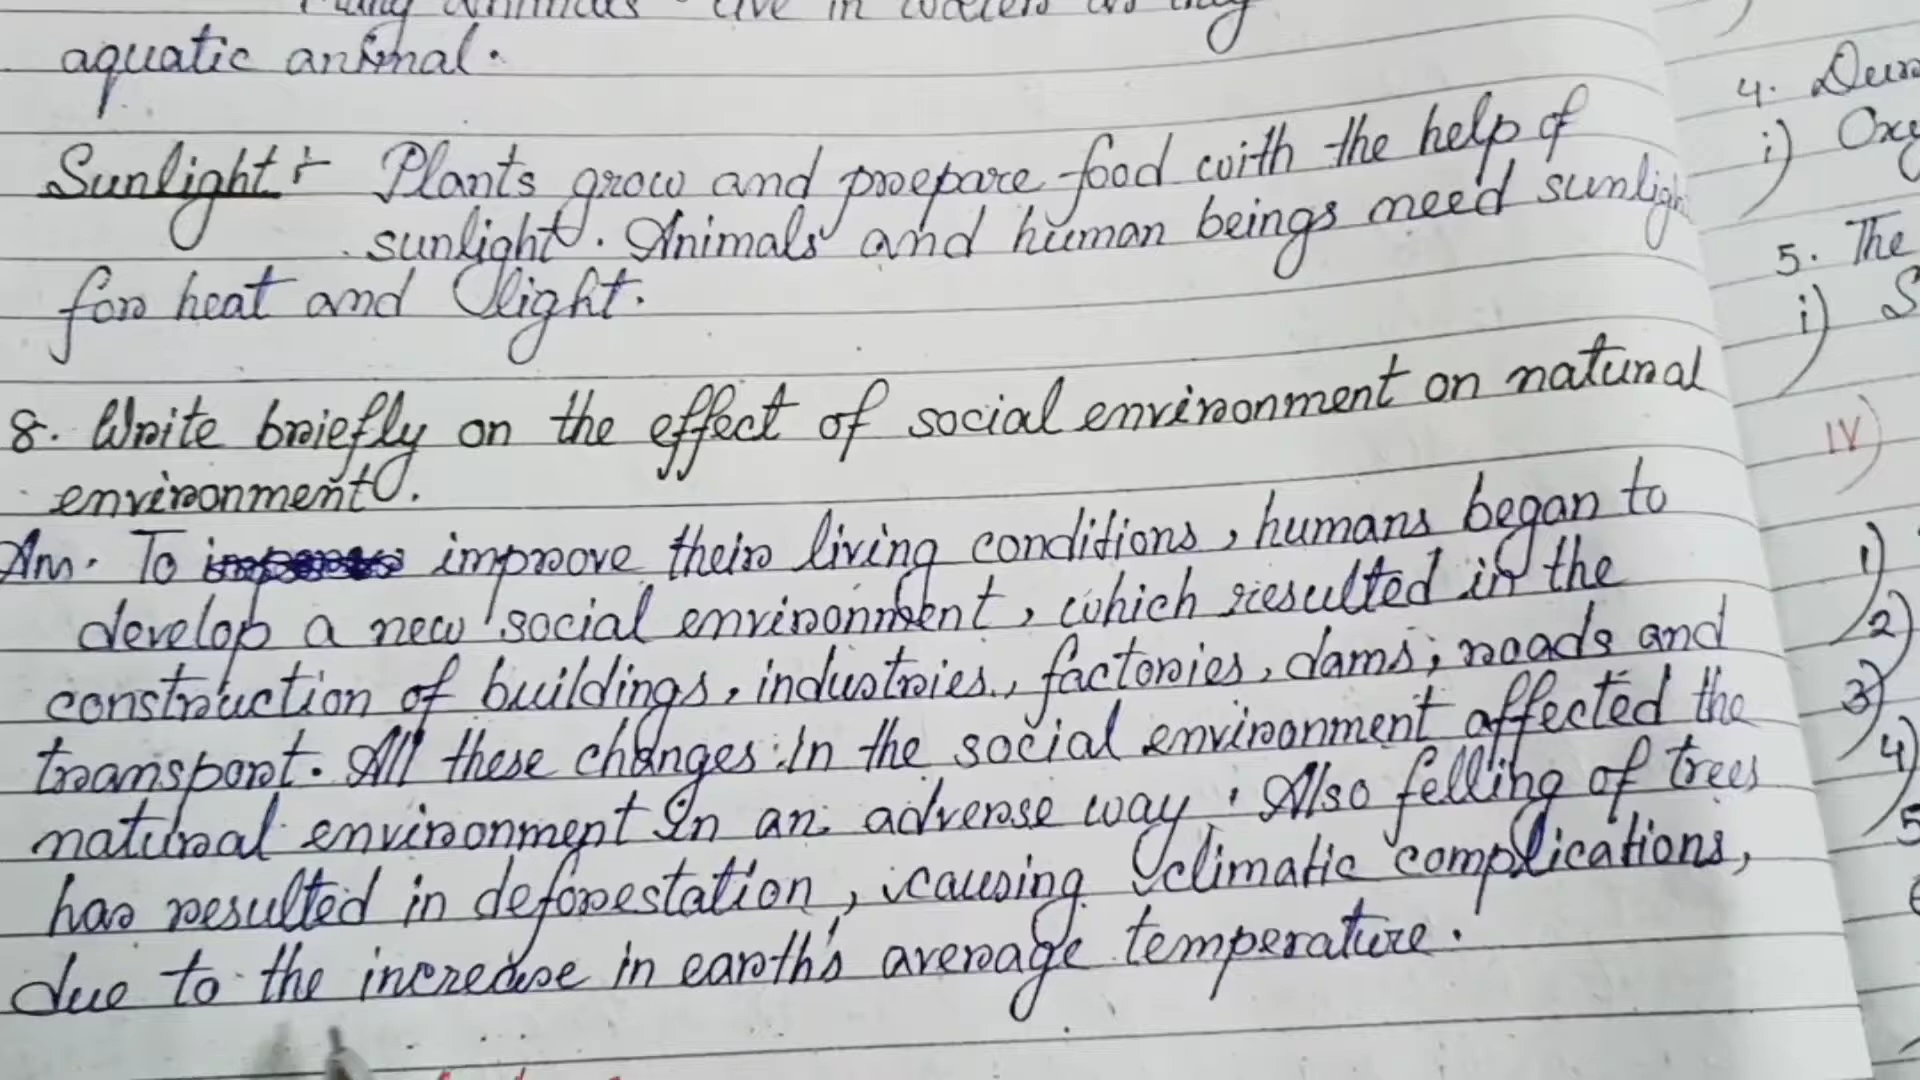 live in
aquatic animal.
Sunlight :- Plants grow and prepare food with the help of
sunlight. Animals and human beings need sunligh
for heat and light.
8. Write briefly on the effect of social environment on natural
environment.
Ans. To improve their living conditions, humans began to
develop a new social environment, which resulted in the
construction of buildings, industries, factories, dams, roads and
transport. All these changes in the social environment affected the
natural environment In an adverse way. Also felling of trees
has resulted in deforestation, causing climatic complications,
due to the increase in earth's average temperature.
4.
i) Oxy
5. The
i) S
IV)
1)
2)
3)
4)
5